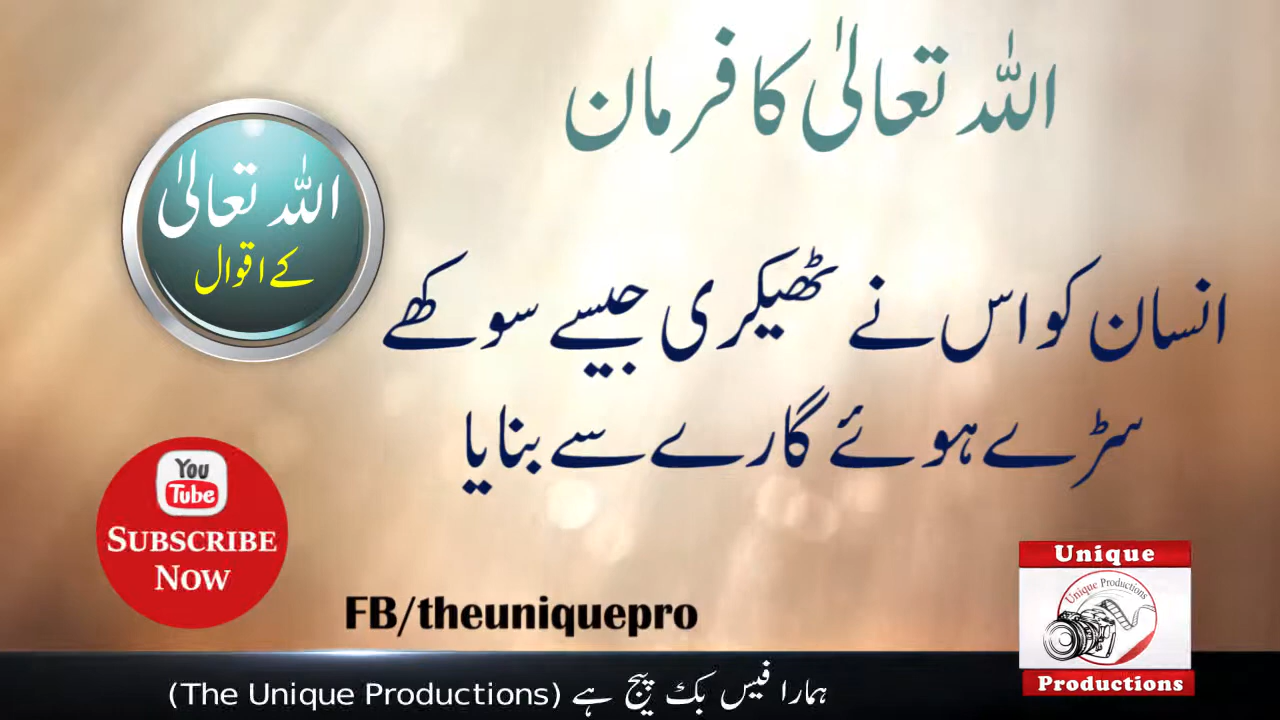 اللہ تعالیٰ کا فرمان
اللہ تعالیٰ
کے اقوال
انسان کو اس نے ٹھیکری جیسے سوکھے
سڑے ہوئے گارے سے بنایا
You
Tube
SUBSCRIBE
NOW
FB/theuniquepro
Unique
Unique Productions
Productions
ہمارا فیس بک پیج ہے (The Unique Productions)